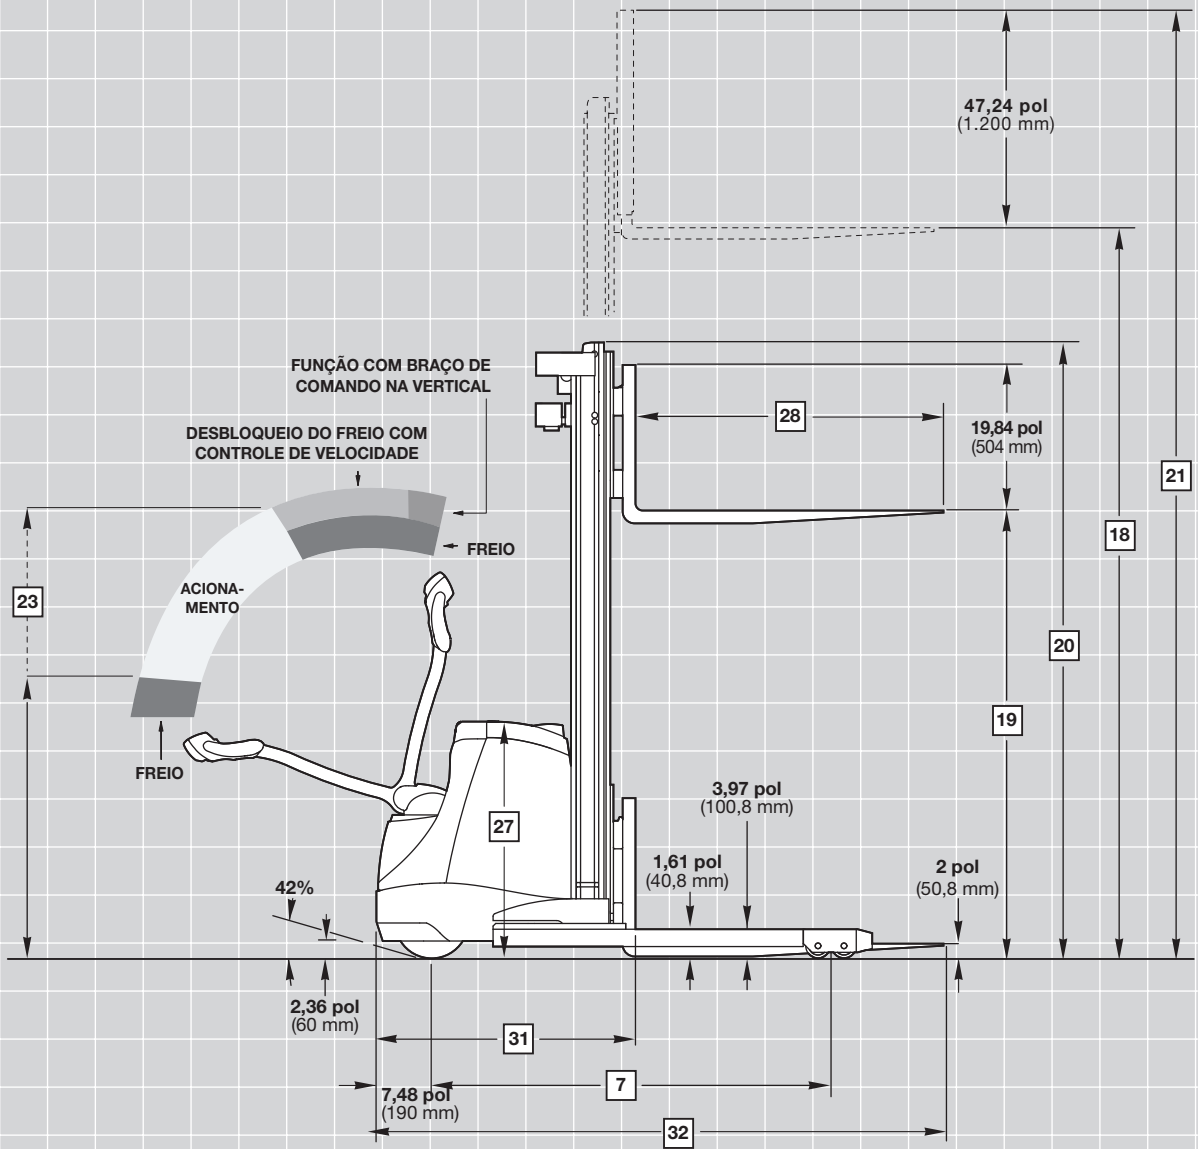 47,24 pol
(1.200 mm)
FUNÇÃO COM BRAÇO DE
COMANDO NA VERTICAL
DESBLOQUEIO DO FREIO COM
CONTROLE DE VELOCIDADE
28
19,84 pol
(504 mm)
21
18
FREIO
ACIONA-
MENTO
23
20
19
FREIO
27
3,97 pol
(100,8 mm)
1,61 pol
(40,8 mm)
2 pol
(50,8 mm)
42%
2,36 pol
(60 mm)
31
7
7,48 pol
(190 mm)
32